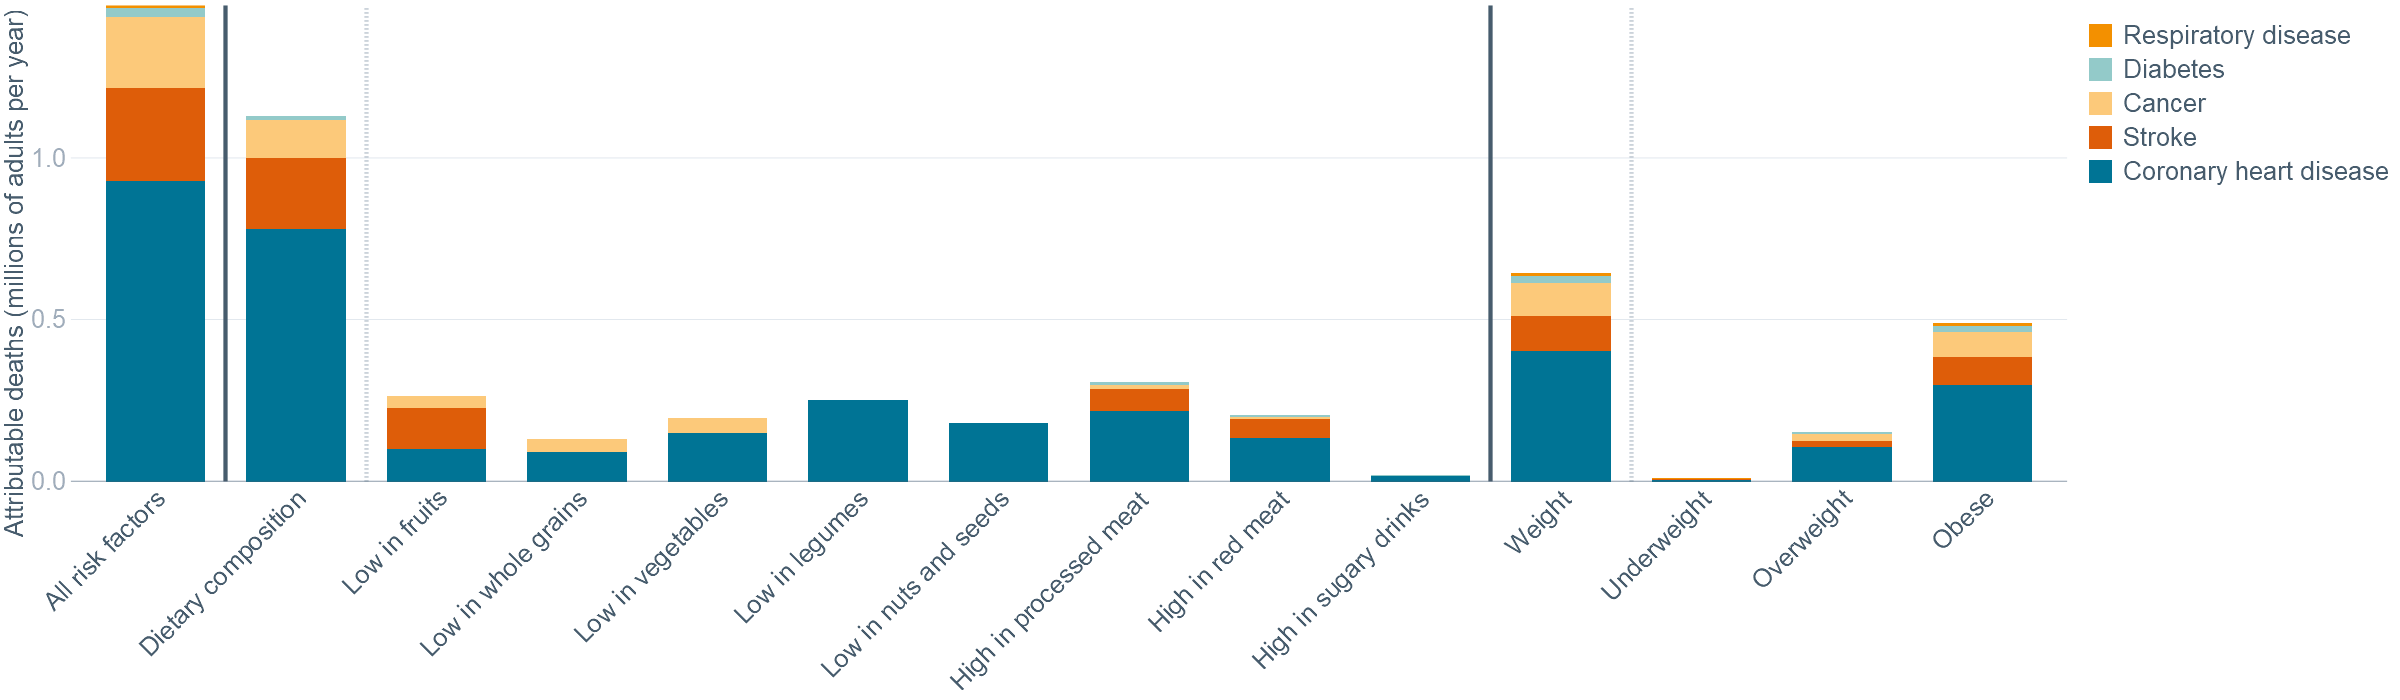 Attributable deaths (millions of adults per year)
1.0
0.5
0.0
All risk factors
Dietary composition
Low in fruits
Low in whole grains
Low in vegetables
Low in legumes
Low in nuts and seeds
High in processed meat
High in red meat
High in sugary drinks
Weight
Underweight
Overweight
Obese
Respiratory disease
Diabetes
Cancer
Stroke
Coronary heart disease